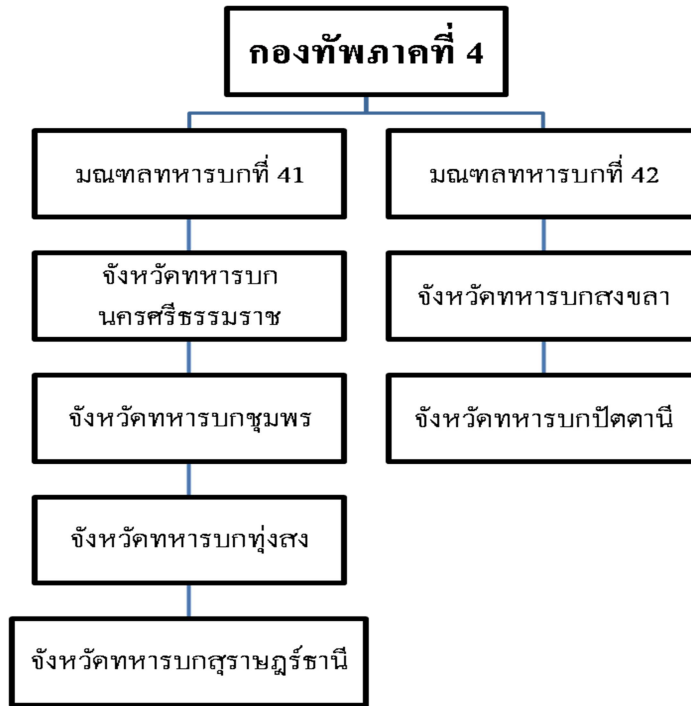 กองทัพภาคที่ 4
มณฑลทหารบกที่ 41
จังหวัดทหารบก
นครศรีธรรมราช
จังหวัดทหารบกชุมพร
จังหวัดทหารบกทุ่งสง
จังหวัดทหารบกสุราษฎร์ธานี
มณฑลทหารบกที่ 42
จังหวัดทหารบกสงขลา
จังหวัดทหารบกปัตตานี